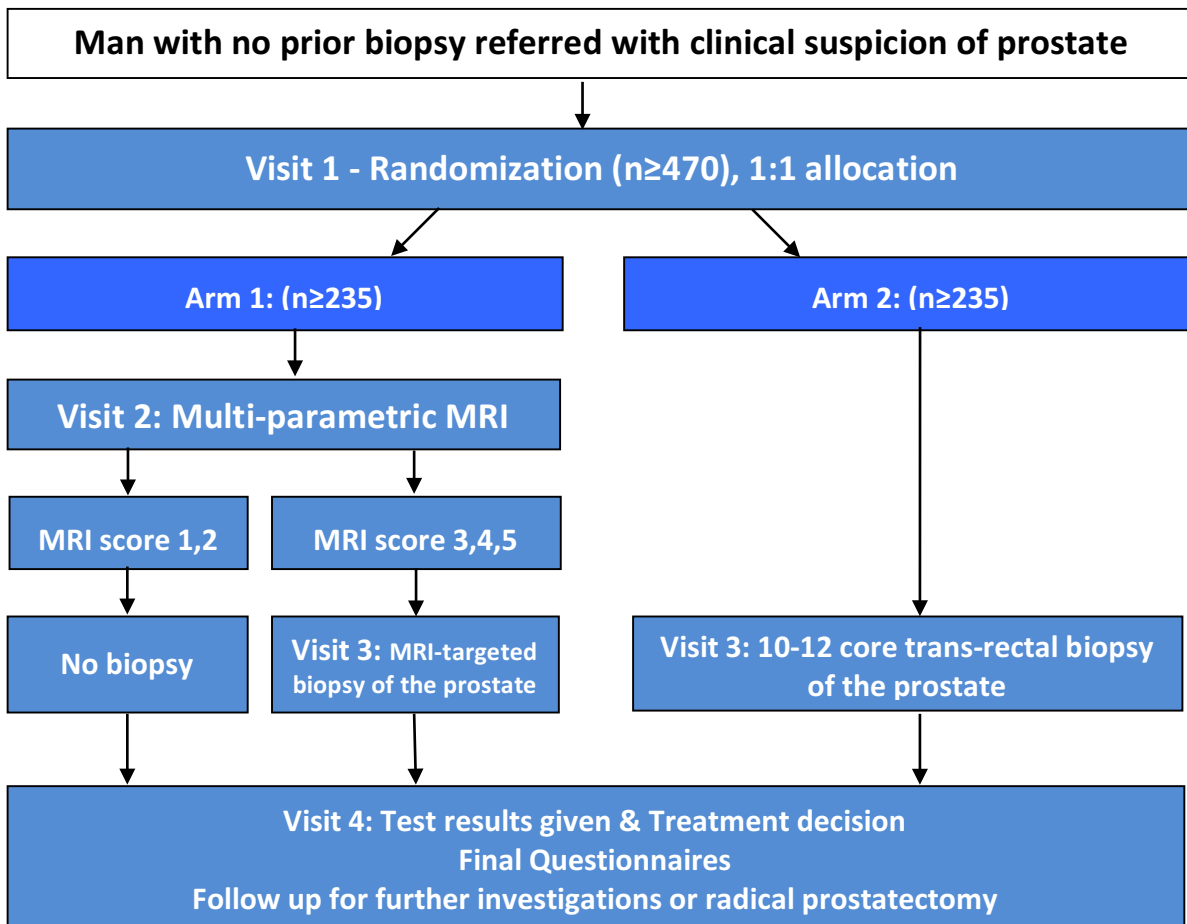 Man with no prior biopsy referred with clinical suspicion of prostate
Visit 1 - Randomization (n≥470), 1:1 allocation
Arm 1: (n≥235)
Arm 2: (n≥235)
Visit 2: Multi-parametric MRI
MRI score 1,2
MRI score 3,4,5
No biopsy
Visit 3: MRI-targeted
biopsy of the prostate
Visit 3: 10-12 core trans-rectal biopsy
of the prostate
Visit 4: Test results given & Treatment decision
Final Questionnaires
Follow up for further investigations or radical prostatectomy